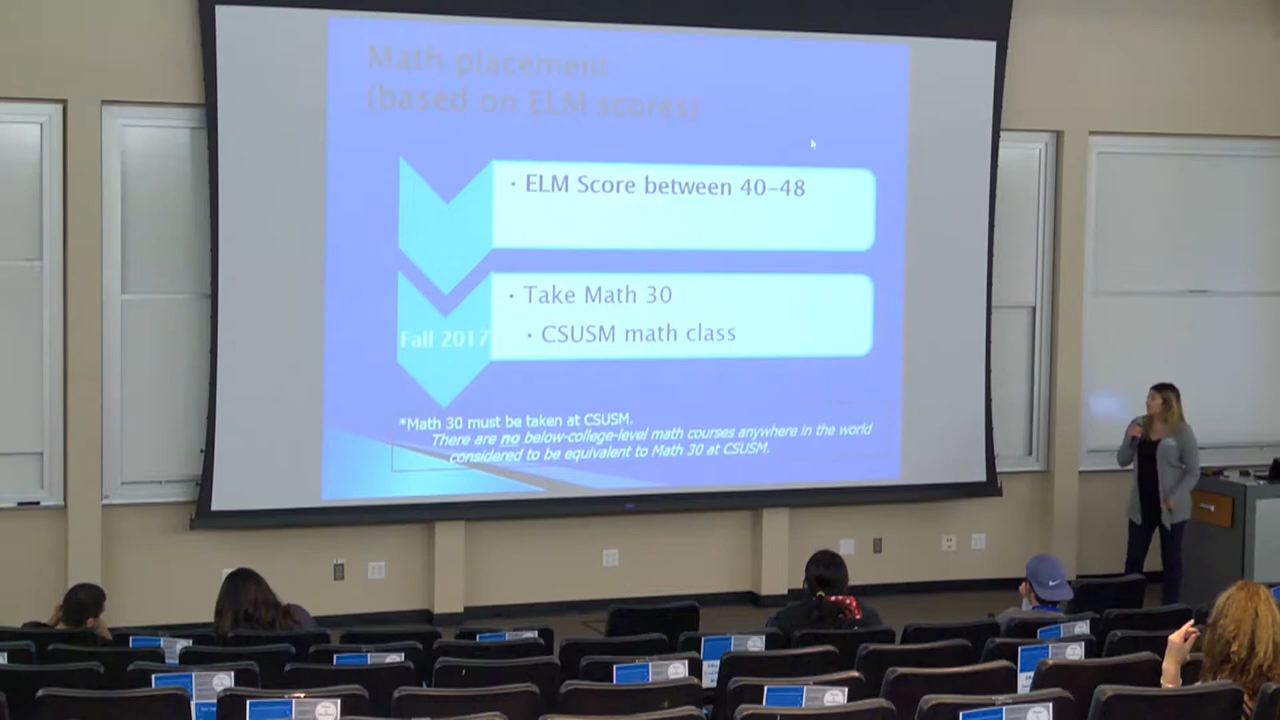 Math placement
(based on ELM scores)
· ELM Score between 40-48
· Take Math 30
Fall 2017
· CSUSM math class
*Math 30 must be taken at CSUSM.
There are no below-college-level math courses anywhere in the world
considered to be equivalent to Math 30 at CSUSM.